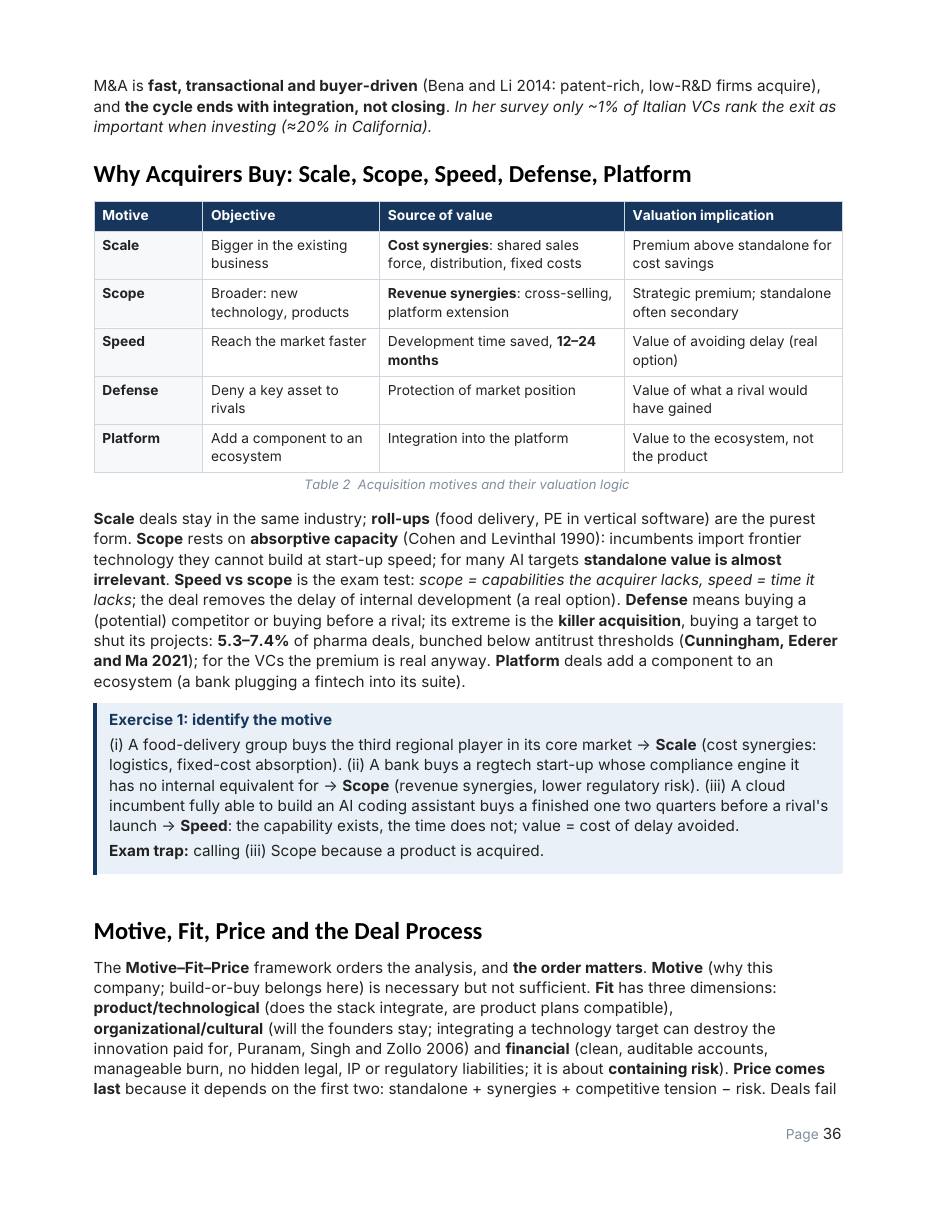 M&A is fast, transactional and buyer-driven (Bena and Li 2014: patent-rich, low-R&D firms acquire),
and the cycle ends with integration, not closing. In her survey only ~1% of Italian VCs rank the exit as
important when investing (≈20% in California).
Why Acquirers Buy: Scale, Scope, Speed, Defense, Platform
Motive Objective Source of value Valuation implication
Scale Bigger in the existing Cost synergies: shared sales Premium above standalone for
business force, distribution, fixed costs cost savings
Scope Broader: new Revenue synergies: cross-selling, Strategic premium; standalone
technology, products platform extension often secondary
Speed Reach the market faster Development time saved, 12–24 Value of avoiding delay (real
months option)
Defense Deny a key asset to Protection of market position Value of what a rival would
rivals have gained
Platform Add a component to an Integration into the platform Value to the ecosystem, not
ecosystem the product
Table 2 Acquisition motives and their valuation logic
Scale deals stay in the same industry; roll-ups (food delivery, PE in vertical software) are the purest
form. Scope rests on absorptive capacity (Cohen and Levinthal 1990): incumbents import frontier
technology they cannot build at start-up speed; for many AI targets standalone value is almost
irrelevant. Speed vs scope is the exam test: scope = capabilities the acquirer lacks, speed = time it
lacks; the deal removes the delay of internal development (a real option). Defense means buying a
(potential) competitor or buying before a rival; its extreme is the killer acquisition, buying a target to
shut its projects: 5.3–7.4% of pharma deals, bunched below antitrust thresholds (Cunningham, Ederer
and Ma 2021); for the VCs the premium is real anyway. Platform deals add a component to an
ecosystem (a bank plugging a fintech into its suite).
Exercise 1: identify the motive
(i) A food-delivery group buys the third regional player in its core market → Scale (cost synergies:
logistics, fixed-cost absorption). (ii) A bank buys a regtech start-up whose compliance engine it
has no internal equivalent for → Scope (revenue synergies, lower regulatory risk). (iii) A cloud
incumbent fully able to build an AI coding assistant buys a finished one two quarters before a rival's
launch → Speed: the capability exists, the time does not; value = cost of delay avoided.
Exam trap: calling (iii) Scope because a product is acquired.
Motive, Fit, Price and the Deal Process
The Motive–Fit–Price framework orders the analysis, and the order matters. Motive (why this
company; build-or-buy belongs here) is necessary but not sufficient. Fit has three dimensions:
product/technological (does the stack integrate, are product plans compatible),
organizational/cultural (will the founders stay; integrating a technology target can destroy the
innovation paid for, Puranam, Singh and Zollo 2006) and financial (clean, auditable accounts,
manageable burn, no hidden legal, IP or regulatory liabilities; it is about containing risk). Price comes
last because it depends on the first two: standalone + synergies + competitive tension − risk. Deals fail
Page 36